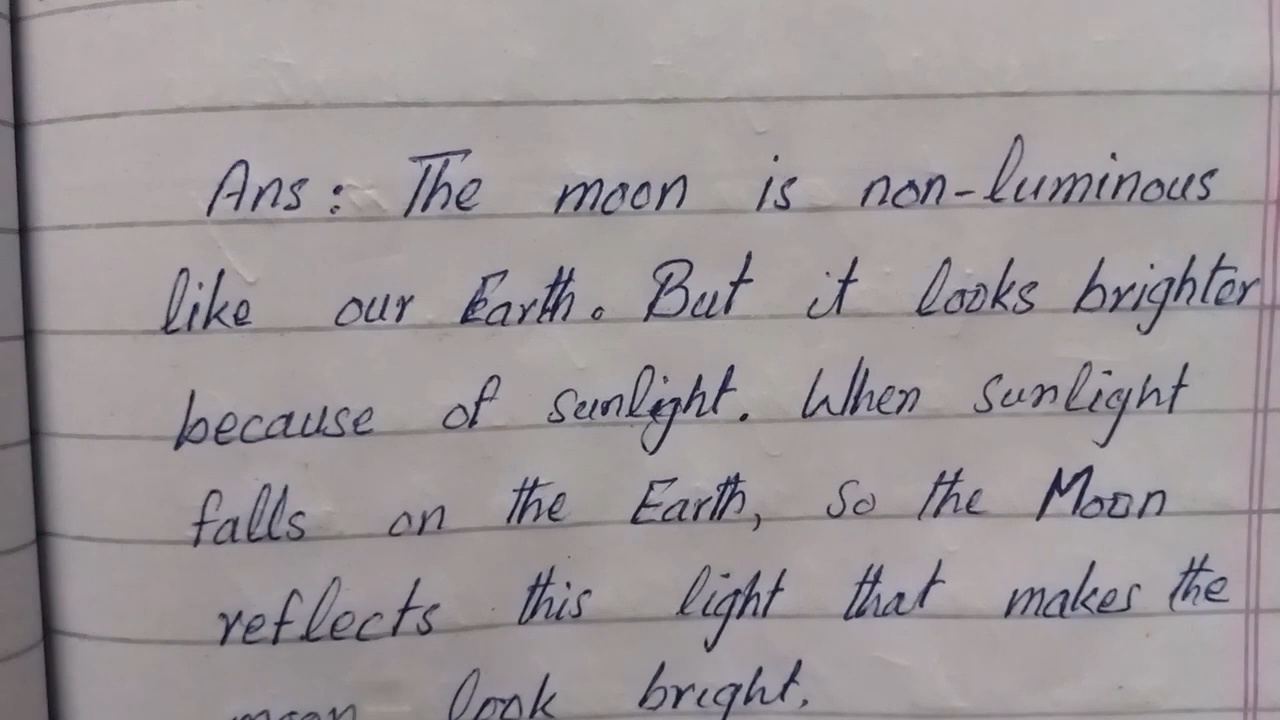 Ans: The moon is non-luminous
like our Earth. But it looks brighter
because of sunlight. When sunlight
falls on the Earth, So the Moon
reflects this light that makes the
moon look bright.